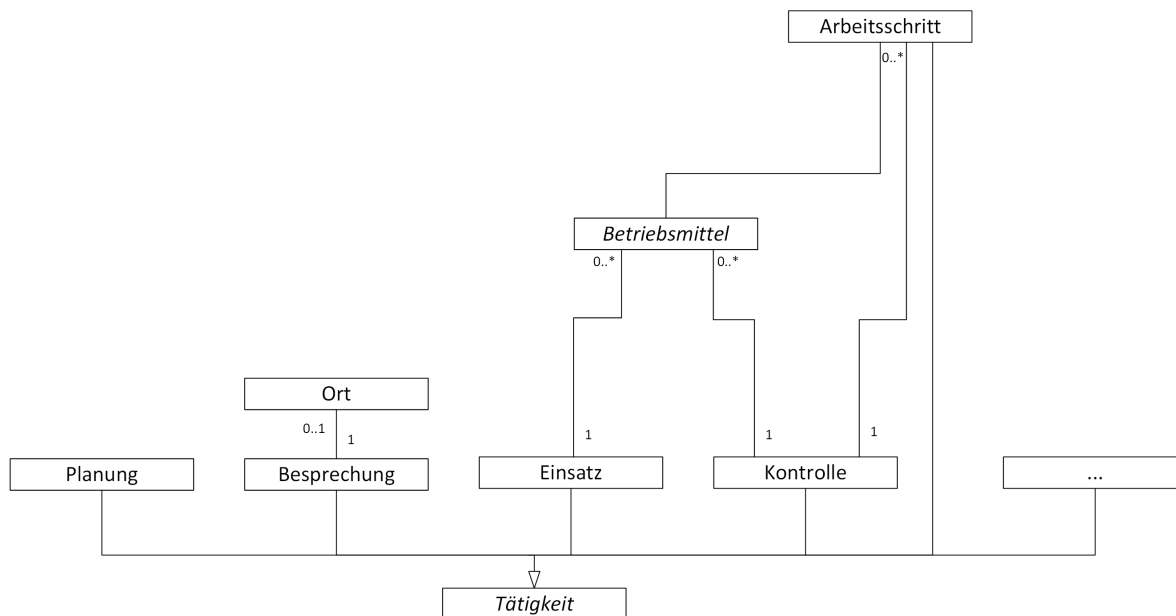 Arbeitsschritt
0..*
Betriebsmittel
0..* 0..*
Ort
0..1
1
1 1 1
Planung Besprechung Einsatz Kontrolle ...
Tätigkeit